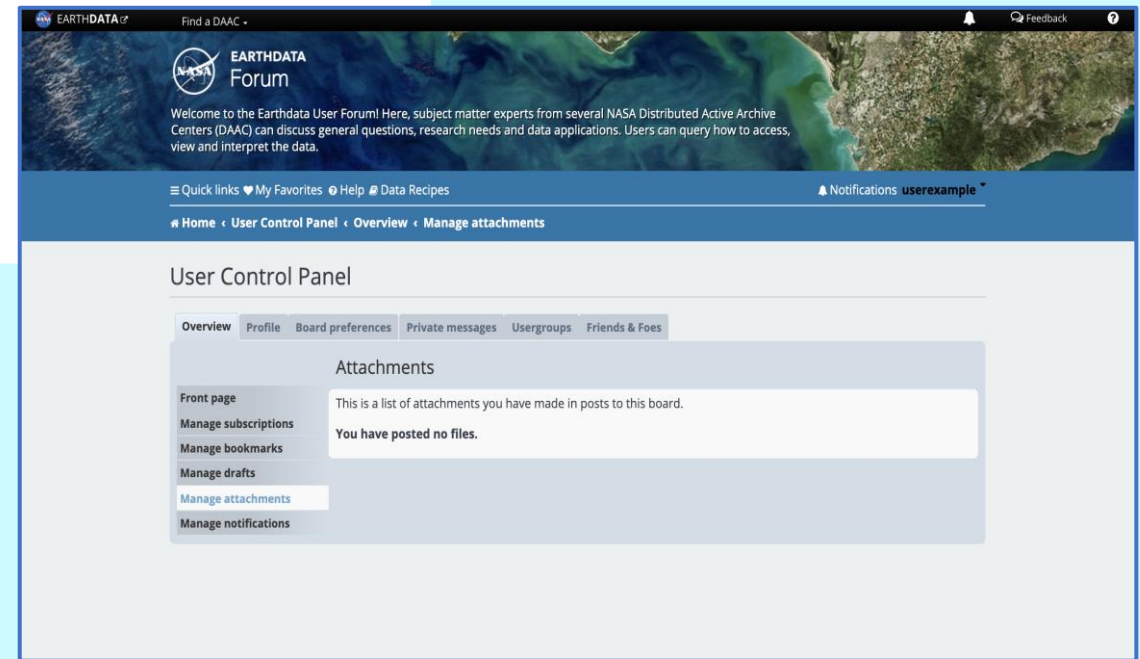 EARTHDATA Find a DAAC Feedback ?
NASA
EARTHDATA
Forum
Welcome to the Earthdata User Forum! Here, subject matter experts from several NASA Distributed Active Archive
Centers (DAAC) can discuss general questions, research needs and data applications. Users can query how to access,
view and interpret the data.
Quick links My Favorites Help Data Recipes Notifications userexample
Home ‹ User Control Panel ‹ Overview ‹ Manage attachments
User Control Panel
Overview Profile Board preferences Private messages Usergroups Friends & Foes
Attachments
Front page
This is a list of attachments you have made in posts to this board.
Manage subscriptions
You have posted no files.
Manage bookmarks
Manage drafts
Manage attachments
Manage notifications